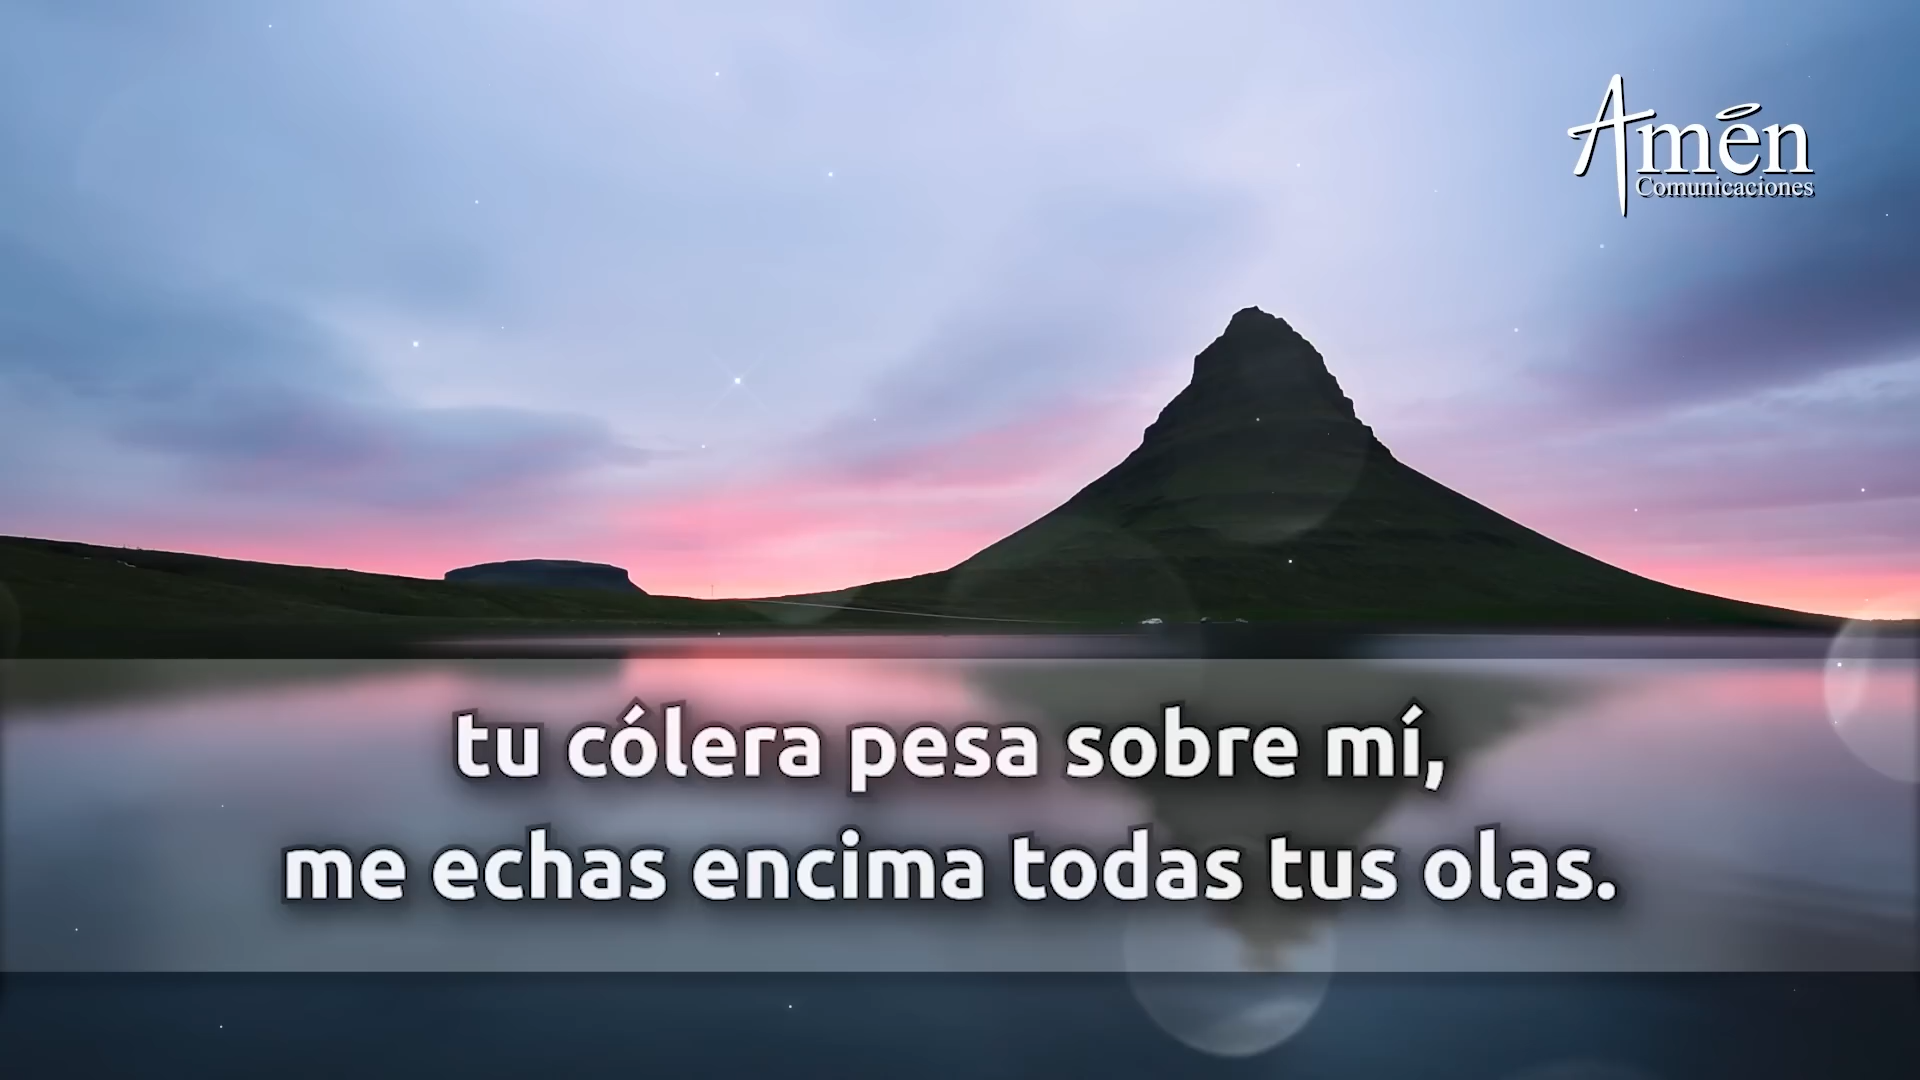 Amén
Comunicaciones
tu cólera pesa sobre mí,
me echas encima todas tus olas.